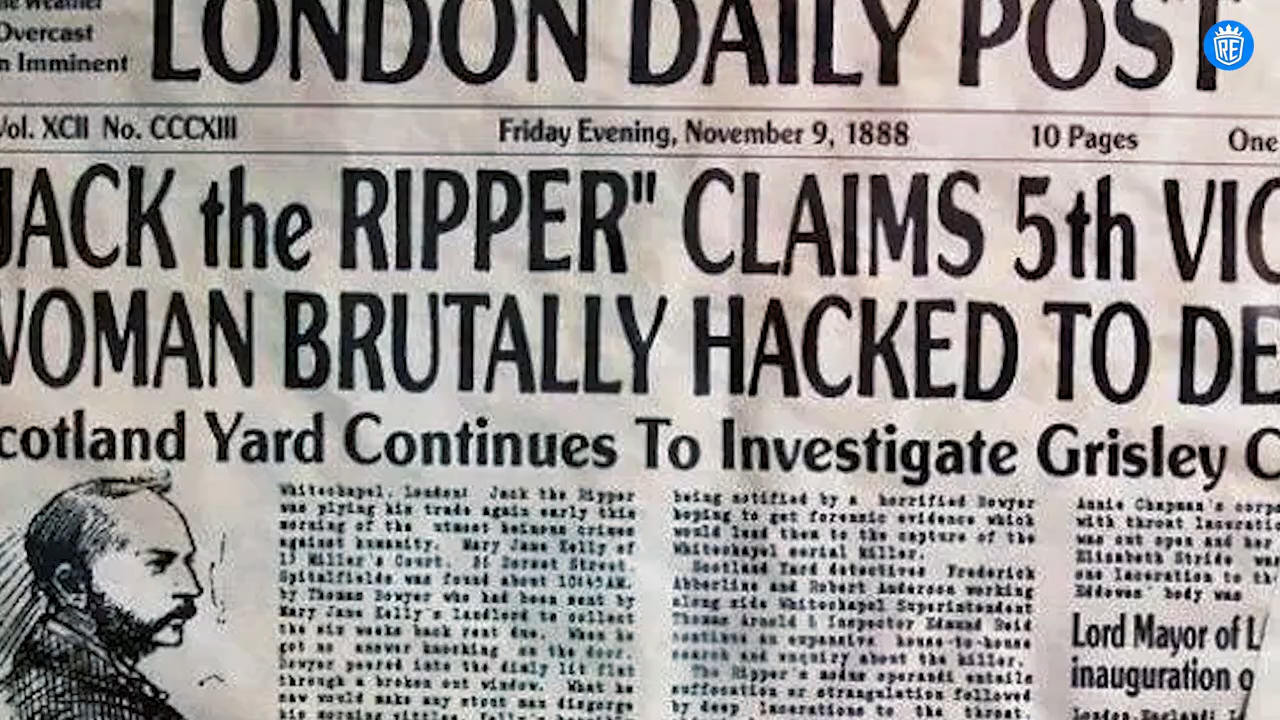 Overcast
n Imminent
LONDON DAILY POST
RE
Vol. XCII No. CCCXIII
Friday Evening, November 9, 1888
10 Pages
One
JACK the RIPPER" CLAIMS 5th VIC
WOMAN BRUTALLY HACKED TO DE
cotland Yard Continues To Investigate Grisley C
Whitechapel, London! Jack the Ripper
was plying his trade again early this
morning of the utmost heinous crimes
against humanity. Mary Jane Kelly of
13 Miller's Court, 26 Dorset Street
Spitalfields was found about 10:45 AM.
by Thomas Bowyer who had been sent by
Mary Jane Kelly's landlord to collect
the six weeks back rent due. When he
got no answer knocking on the door,
Bowyer peered into the dimly lit flat
through a broken out window. What he
saw would make any stout man disgorge
his morning
being notified by a horrified Bowyer
hoping to get forensic evidence which
would lead them to the capture of the
Whitechapel serial killer.
Scotland Yard detectives Frederick
Abberline and Robert Anderson working
along side Whitechapel Superintendent
Thomas Arnold & Inspector Edmund Reid
continue an expansive house-to-house
search and enquiry about the killer.
The Ripper's modus operandi entails
suffocation or strangulation followed
by deep lacerations to the throat,
Annie Chapman's corp
with throat laceratio
was cut open and her
Elizabeth Stride was
one laceration to th
Eddowes' body was
Lord Mayor of L
inauguration o